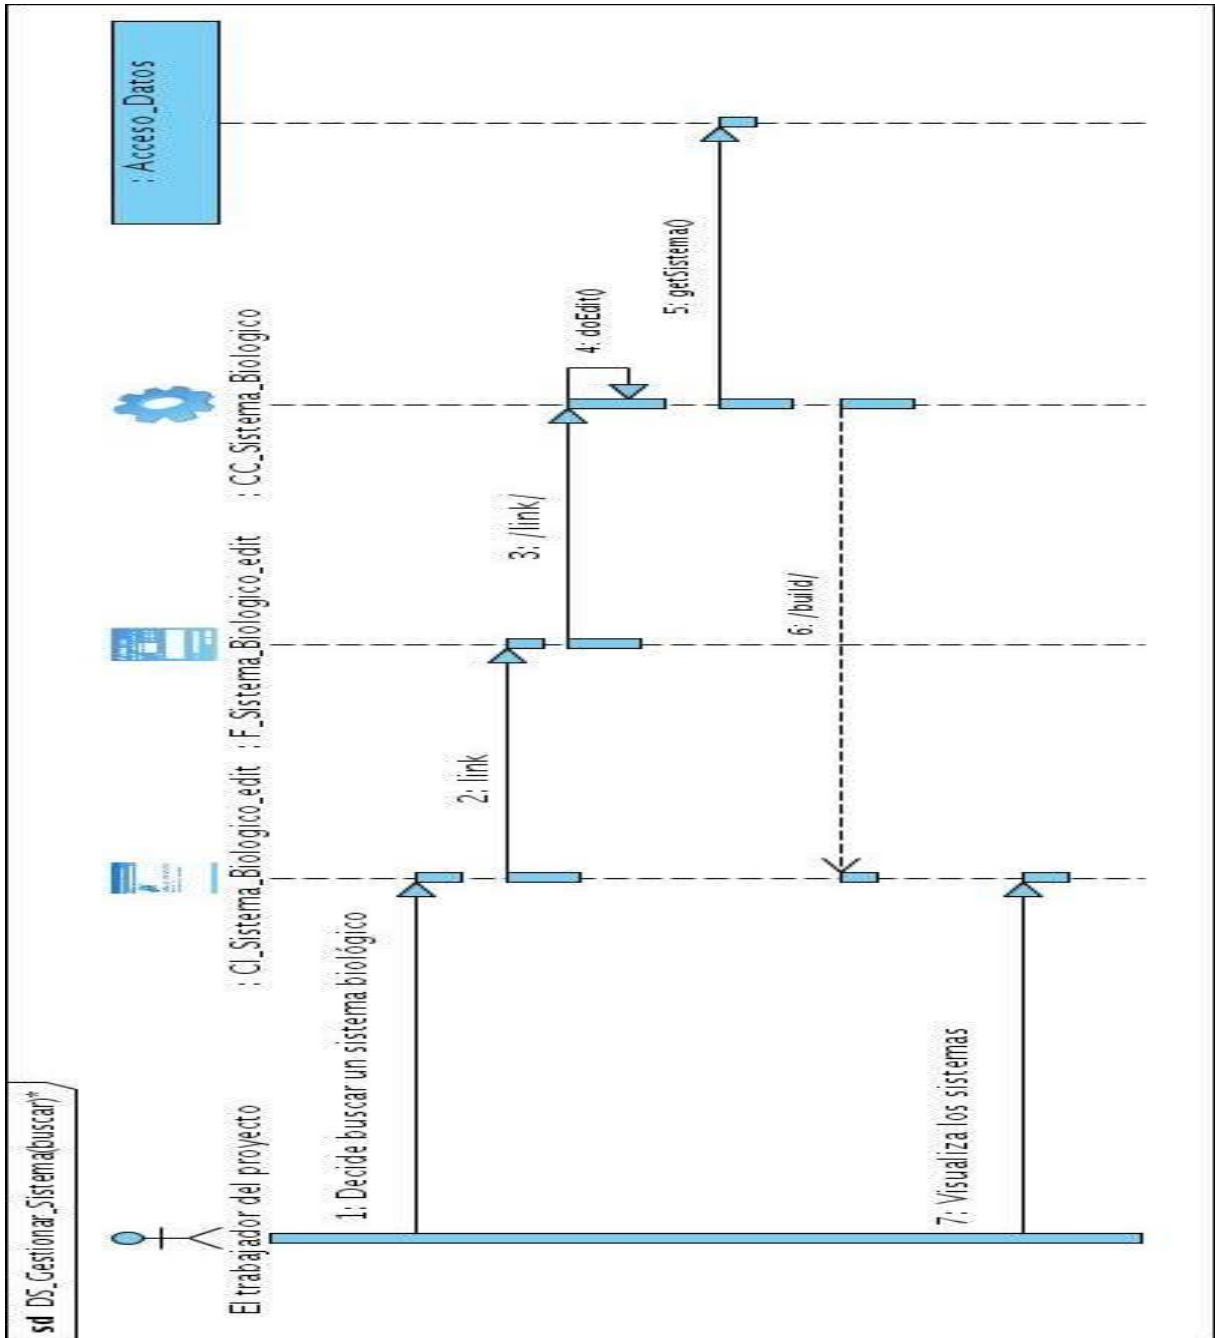 sd DS_Gestionar_Sistema(buscar)*
El trabajador del proyecto
: CI_Sistema_Biologico_edit
: F_Sistema_Biologico_edit
: CC_Sistema_Biologico
: Acceso_Datos
1: Decide buscar un sistema biológico
2: link
3: /link/
4: doEdit()
5: getSistema()
6: /build/
7: Visualiza los sistemas